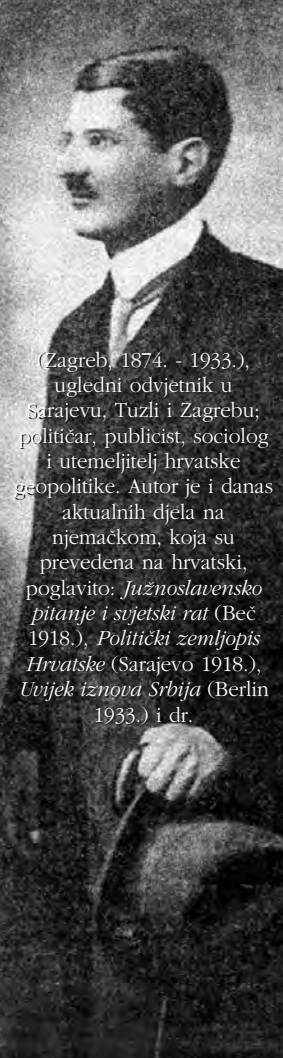 (Zagreb, 1874. - 1933.),
ugledni odvjetnik u
Sarajevu, Tuzli i Zagrebu;
političar, publicist, sociolog
i utemeljitelj hrvatske
geopolitike. Autor je i danas
aktualnih djela na
njemačkom, koja su
prevedena na hrvatski,
poglavito: Južnoslavensko
pitanje i svjetski rat (Beč
1918.), Politički zemljopis
Hrvatske (Sarajevo 1918.),
Uvijek iznova Srbija (Berlin
1933.) i dr.